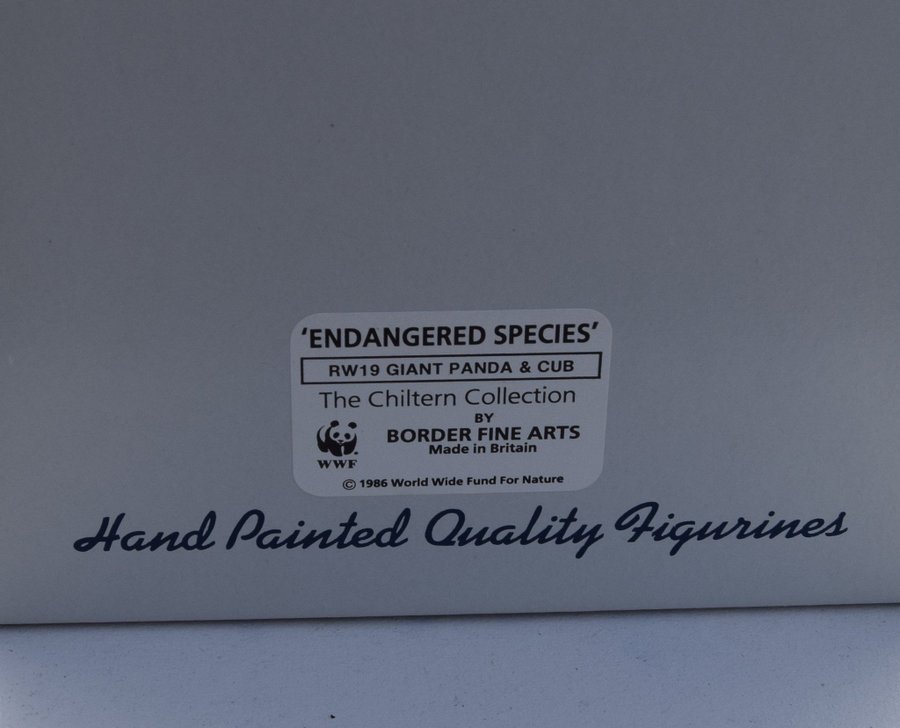 'ENDANGERED SPECIES'
RW19 GIANT PANDA & CUB
The Chiltern Collection
BY
BORDER FINE ARTS
Made in Britain
WWF
© 1986 World Wide Fund For Nature
Hand Painted Quality Figurines